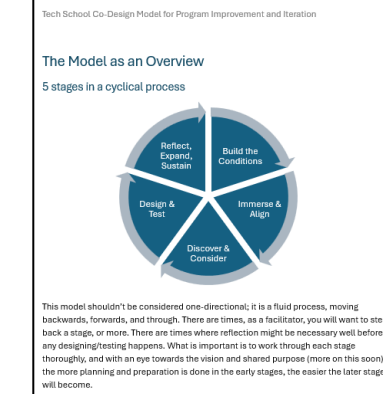 Tech School Co-Design Model for Program Improvement and Iteration
The Model as an Overview
5 stages in a cyclical process
Reflect,
Expand,
Sustain
Build the
Conditions
Design &
Test
Immerse &
Align
Discover &
Consider
This model shouldn't be considered one-directional; it is a fluid process, moving
backwards, forwards, and through. There are times, as a facilitator, you will want to ste
back a stage, or more. There are times where reflection might be necessary well before
any designing/testing happens. What is important is to work through each stage
thoroughly, and with an eye towards the vision and shared purpose (more on this soon)
the more planning and preparation is done in the early stages, the easier the later stage
will become.